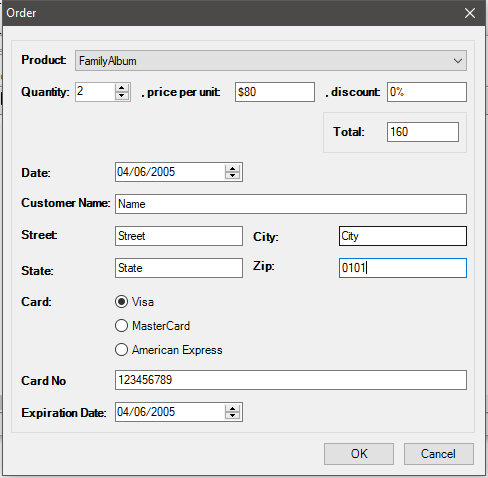 Order
Product: FamilyAlbum
Quantity: 2 , price per unit: $80 , discount: 0%
Total: 160
Date: 04/06/2005
Customer Name: Name
Street: Street City: City
State: State Zip: 0101
Card: Visa
MasterCard
American Express
Card No 123456789
Expiration Date: 04/06/2005
OK Cancel